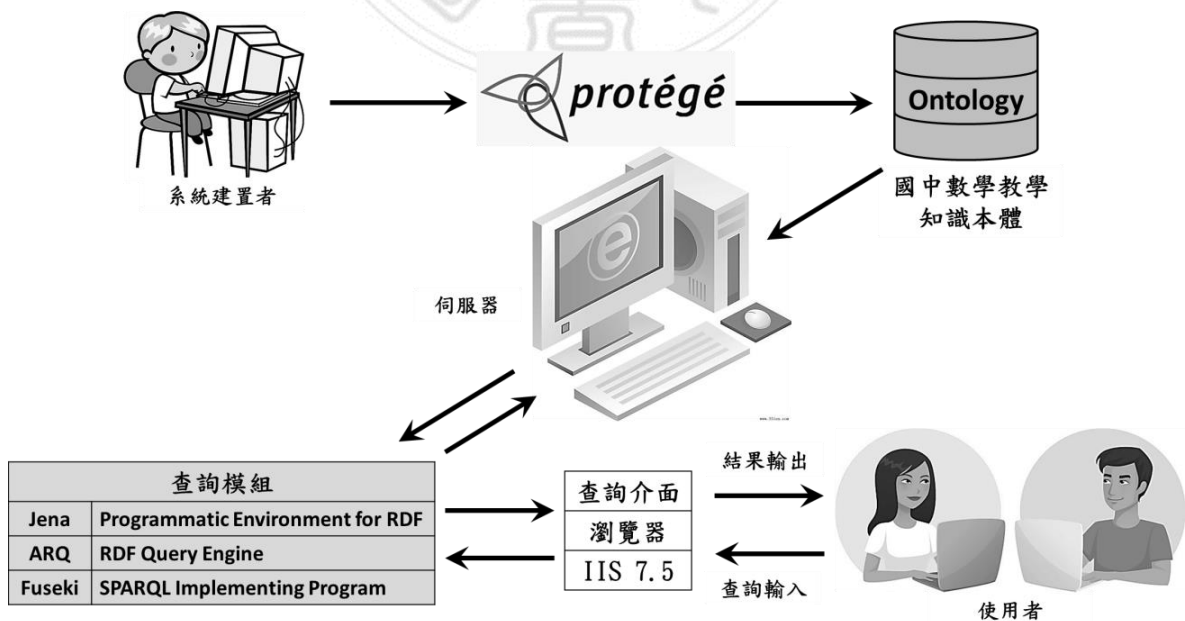 protégé
Ontology
系統建置者
國中數學教學
知識本體
伺服器
查詢模組
Jena Programmatic Environment for RDF
ARQ RDF Query Engine
Fuseki SPARQL Implementing Program
查詢介面
瀏覽器
IIS 7.5
結果輸出
查詢輸入
使用者